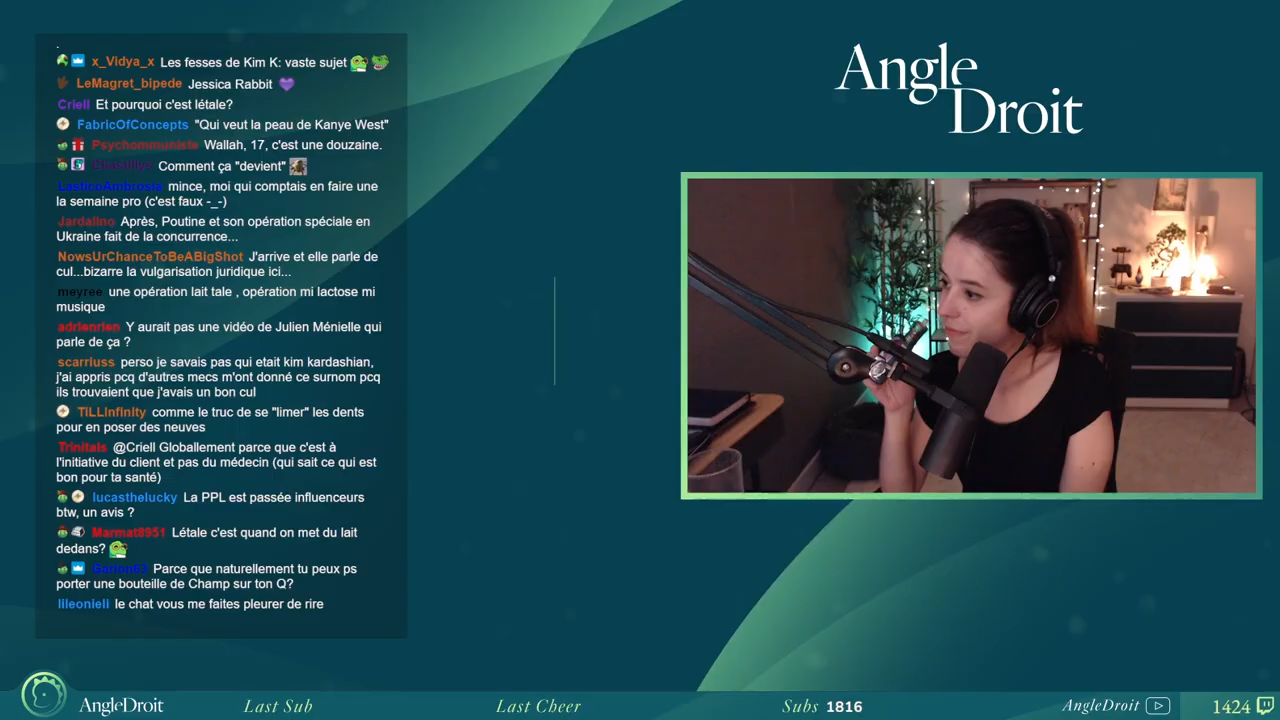 x_Vidya_x Les fesses de Kim K: vaste sujet
LeMagret_bipede Jessica Rabbit
Criell Et pourquoi c'est létale?
FabricOfConcepts "Qui veut la peau de Kanye West"
Psychommuniste Wallah, 17, c'est une douzaine.
Comment ça "devient"
LasticoAmbrosia mince, moi qui comptais en faire une
la semaine pro (c'est faux -_-)
Jardalino Après, Poutine et son opération spéciale en
Ukraine fait de la concurrence...
NowsUrChanceToBeABigShot J'arrive et elle parle de
cul...bizarre la vulgarisation juridique ici...
meyree une opération lait tale , opération mi lactose mi
musique
adrienrien Y aurait pas une vidéo de Julien Ménielle qui
parle de ça ?
scarriuss perso je savais pas qui etait kim kardashian,
j'ai appris pcq d'autres mecs m'ont donné ce surnom pcq
ils trouvaient que j'avais un bon cul
TiLLInfinity comme le truc de se "limer" les dents
pour en poser des neuves
Trinitais @Criell Globallement parce que c'est à
l'initiative du client et pas du médecin (qui sait ce qui est
bon pour ta santé)
lucasthelucky La PPL est passée influenceurs
btw, un avis ?
Marmat8951 Létale c'est quand on met du lait
dedans?
Parce que naturellement tu peux ps
porter une bouteille de Champ sur ton Q?
lileonieli le chat vous me faites pleurer de rire
Angle
Droit
AngleDroit
Last Sub
Last Cheer
Subs 1816
AngleDroit
1424